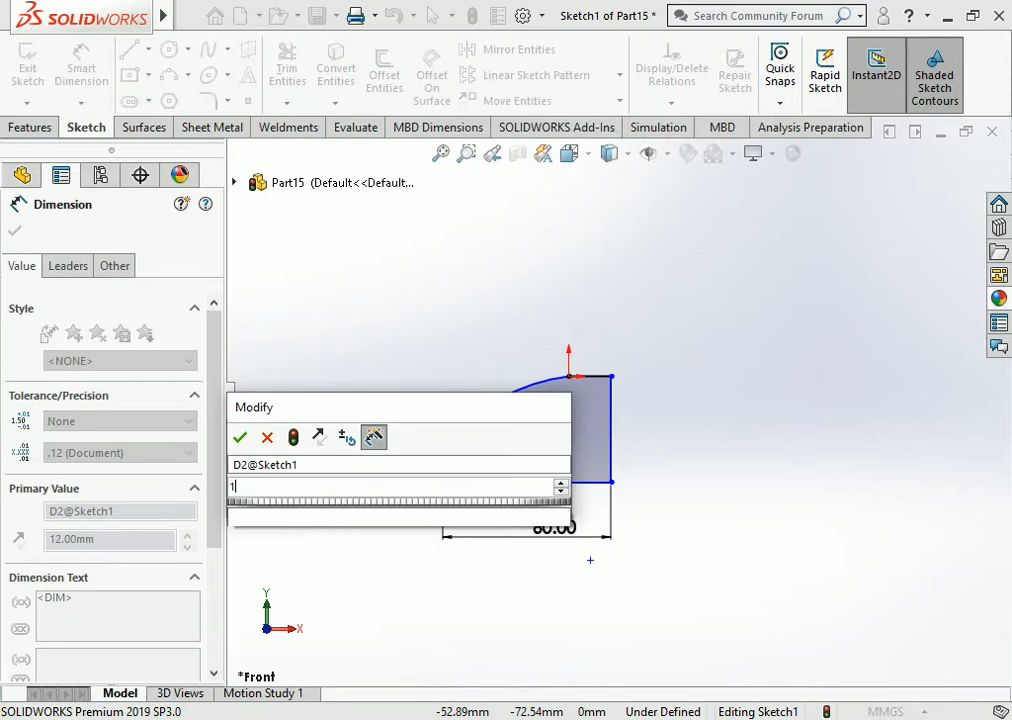 SOLIDWORKS
Sketch1 of Part15 *
Search Community Forum
?
Exit Sketch
Smart Dimension
Trim Entities
Convert Entities
Offset Entities
Offset On Surface
Mirror Entities
Linear Sketch Pattern
Move Entities
Display/Delete Relations
Repair Sketch
Quick Snaps
Rapid Sketch
Instant2D
Shaded Sketch Contours
Features
Sketch
Surfaces
Sheet Metal
Weldments
Evaluate
MBD Dimensions
SOLIDWORKS Add-Ins
Simulation
MBD
Analysis Preparation
Part15 (Default<<Default...
Dimension
Value
Leaders
Other
Style
<NONE>
Tolerance/Precision
None
.12 (Document)
Primary Value
D2@Sketch1
12.00mm
Dimension Text
<DIM>
Modify
D2@Sketch1
1
80.00
Y
X
*Front
Model
3D Views
Motion Study 1
SOLIDWORKS Premium 2019 SP3.0
-52.89mm
-72.54mm
0mm
Under Defined
Editing Sketch1
MMGS